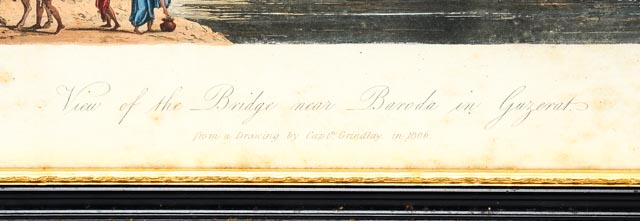 View of the Bridge near Baroda in Guzerat
from a Drawing by Captn. Grindlay in 1806